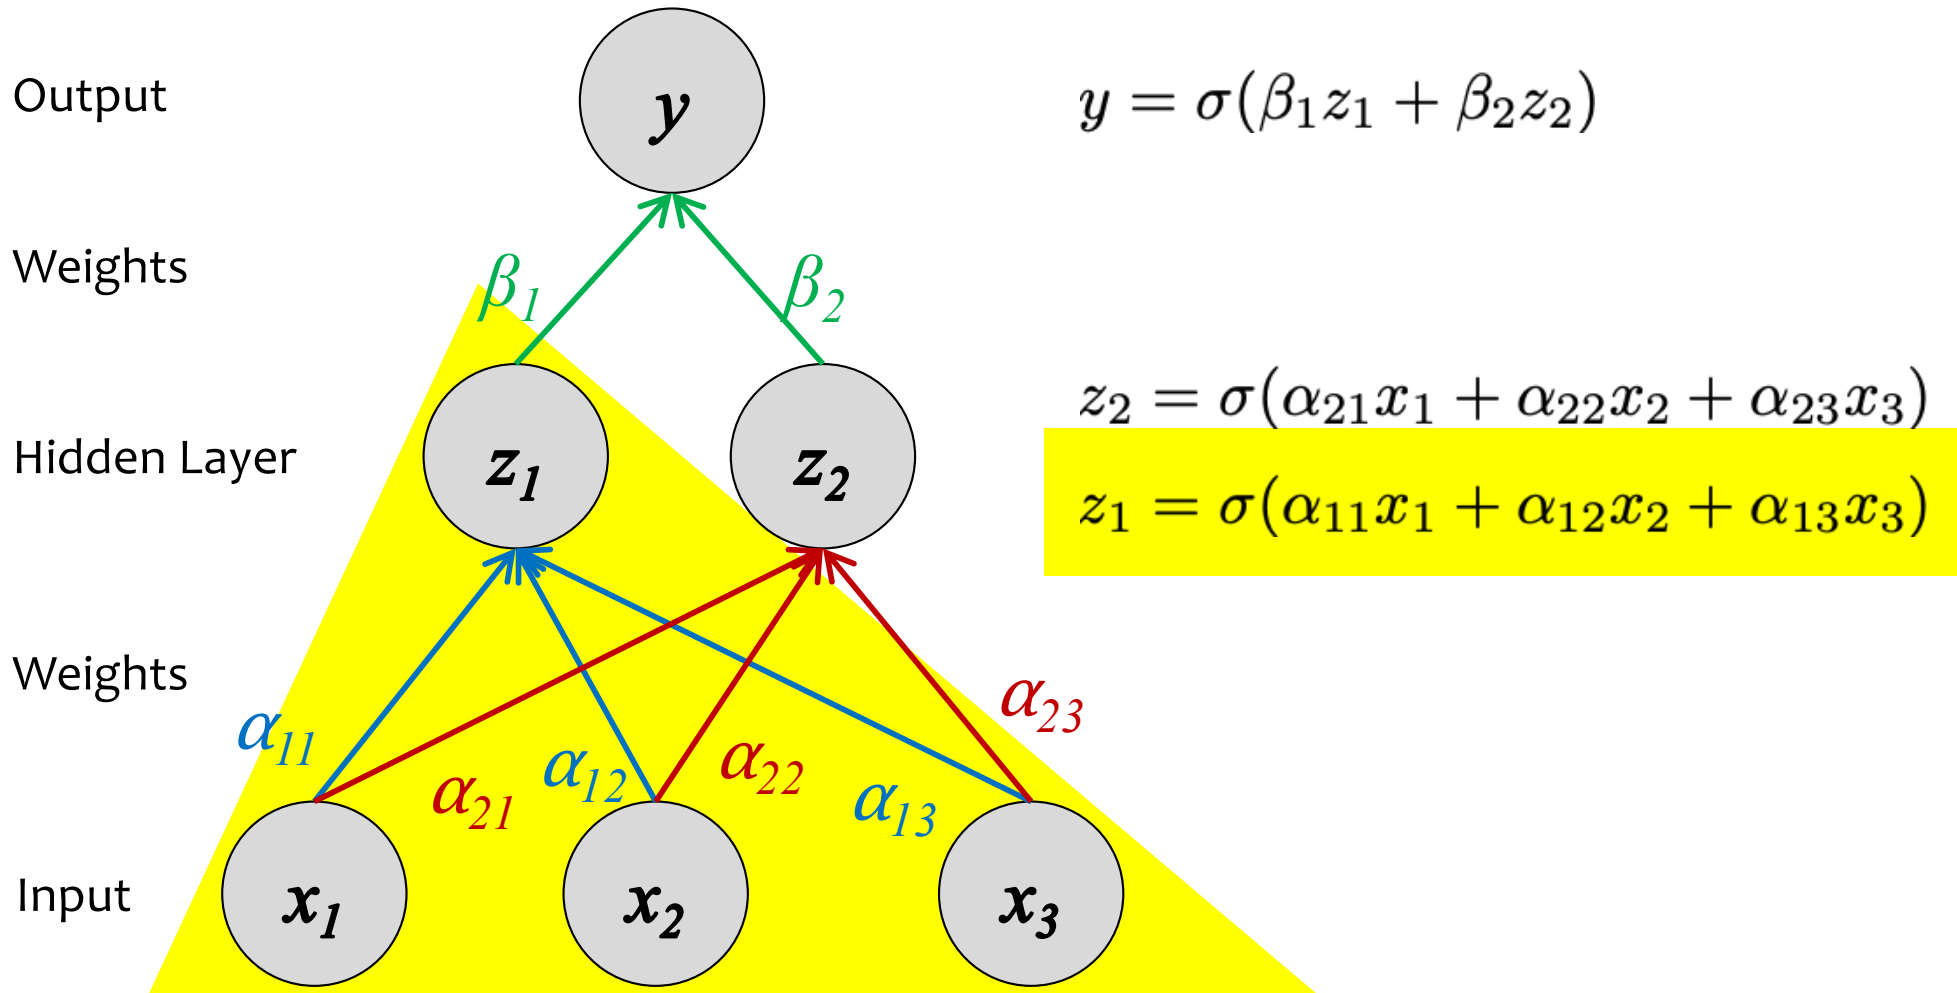 Output
y
y = σ(β₁z₁ + β₂z₂)
Weights
β₁
β₂
z₂ = σ(α₂₁x₁ + α₂₂x₂ + α₂₃x₃)
Hidden Layer
z₁
z₂
z₁ = σ(α₁₁x₁ + α₁₂x₂ + α₁₃x₃)
Weights
α₁₁
α₂₁
α₁₂
α₂₂
α₁₃
α₂₃
Input
x₁
x₂
x₃